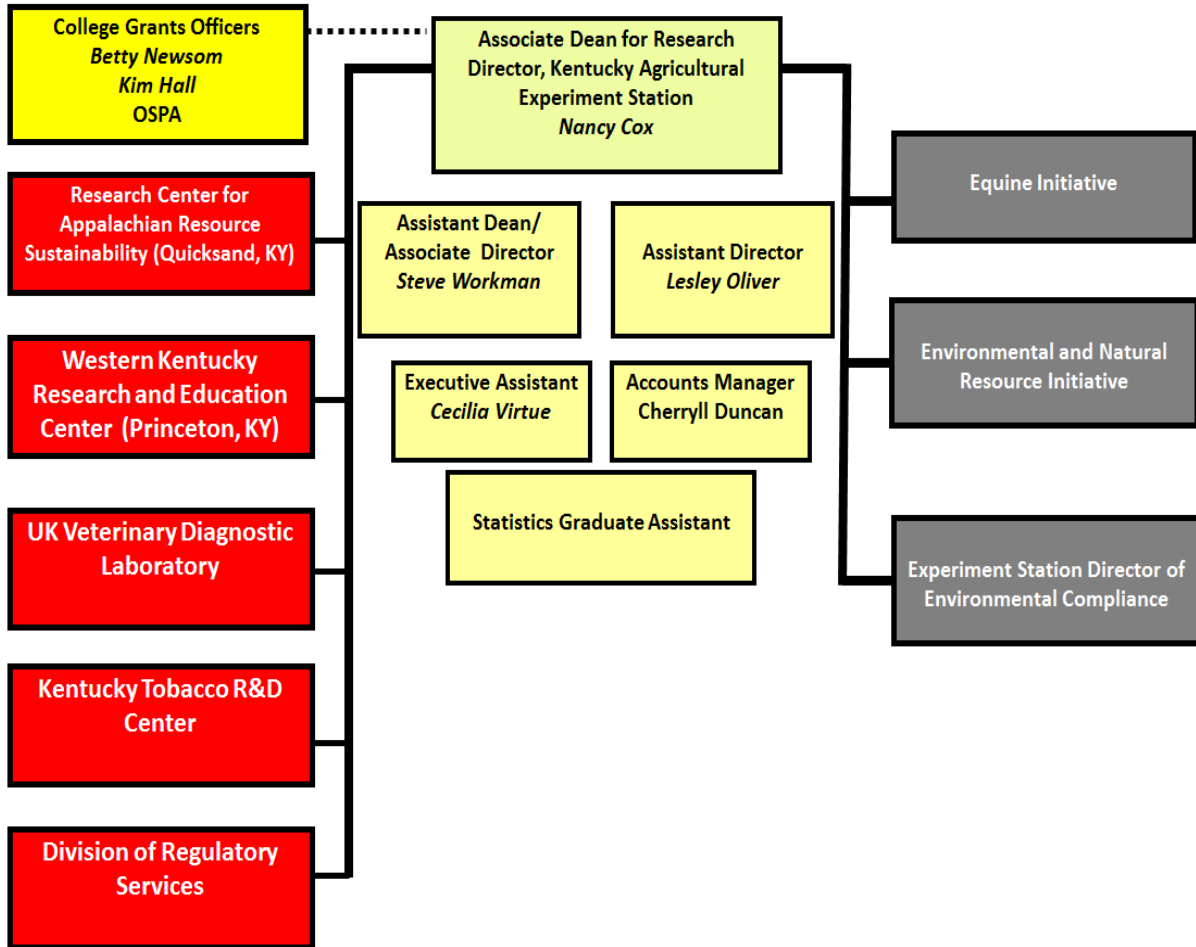 College Grants Officers
Betty Newsom
Kim Hall
OSPA
Associate Dean for Research
Director, Kentucky Agricultural
Experiment Station
Nancy Cox
Research Center for
Appalachian Resource
Sustainability (Quicksand, KY)
Western Kentucky
Research and Education
Center (Princeton, KY)
UK Veterinary Diagnostic
Laboratory
Kentucky Tobacco R&D
Center
Division of Regulatory
Services
Assistant Dean/
Associate Director
Steve Workman
Assistant Director
Lesley Oliver
Executive Assistant
Cecilia Virtue
Accounts Manager
Cherryll Duncan
Statistics Graduate Assistant
Equine Initiative
Environmental and Natural
Resource Initiative
Experiment Station Director of
Environmental Compliance